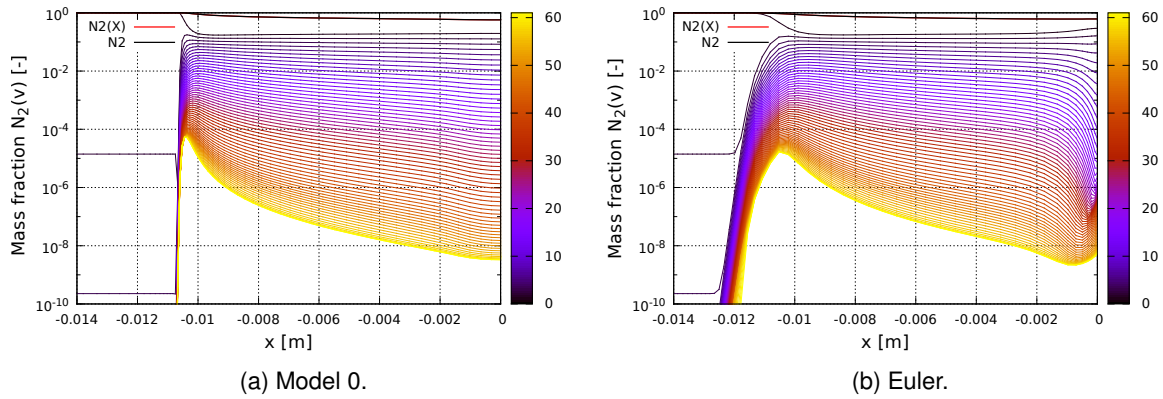 Mass fraction N2(v) [-]
10^0
10^-2
10^-4
10^-6
10^-8
10^-10
N2(X)
N2
60
50
40
30
20
10
0
-0.014 -0.012 -0.01 -0.008 -0.006 -0.004 -0.002 0
x [m]
(a) Model 0.
Mass fraction N2(v) [-]
10^0
10^-2
10^-4
10^-6
10^-8
10^-10
N2(X)
N2
60
50
40
30
20
10
0
-0.014 -0.012 -0.01 -0.008 -0.006 -0.004 -0.002 0
x [m]
(b) Euler.